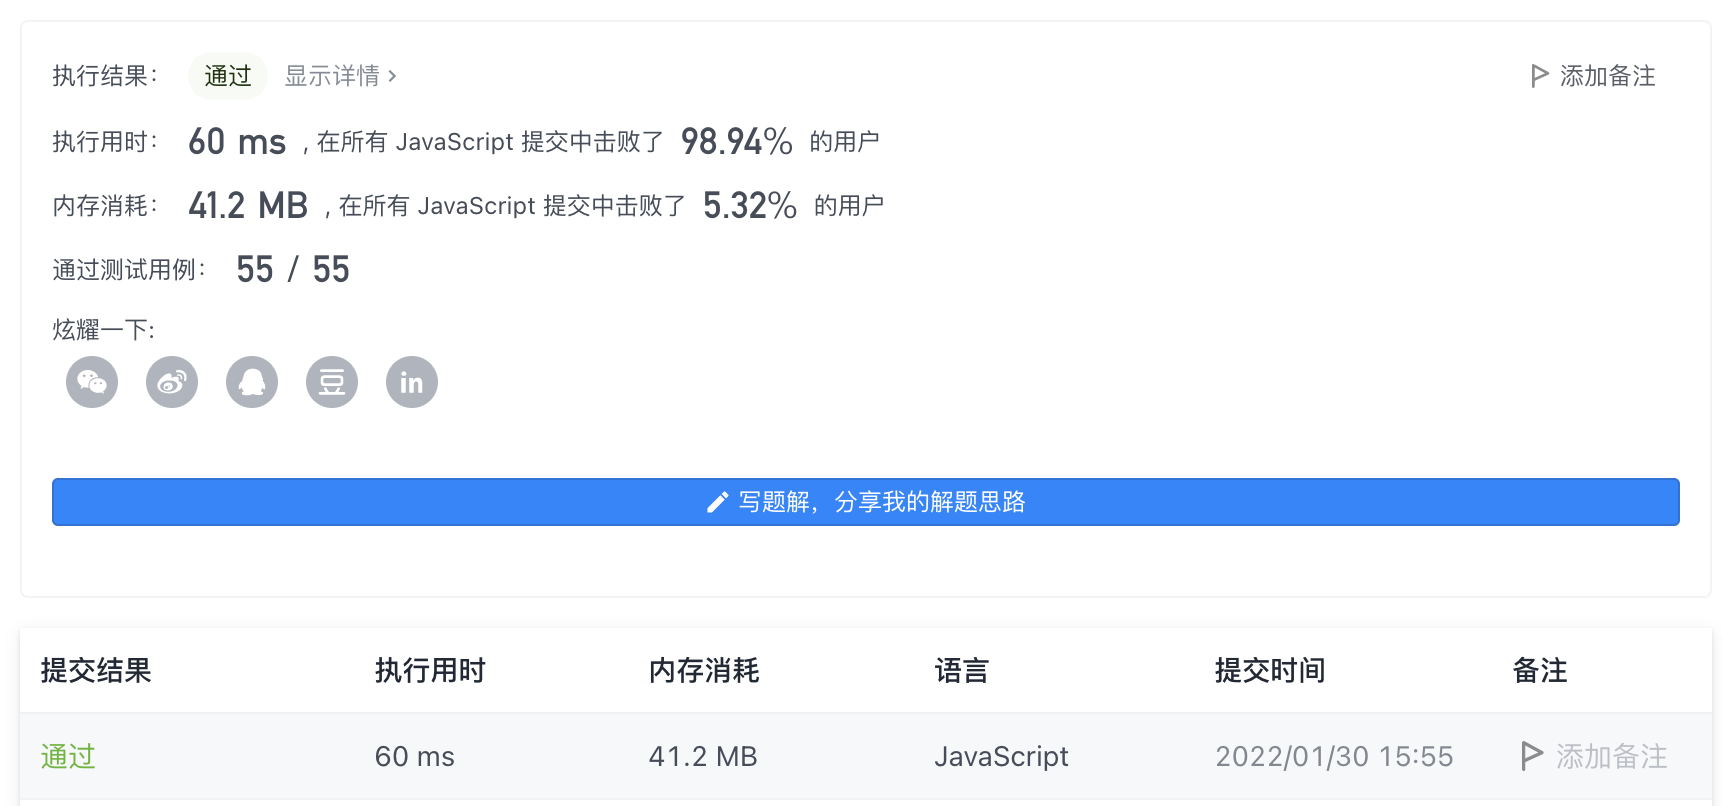 执行结果： 通过 显示详情 › 添加备注
执行用时： 60 ms , 在所有 JavaScript 提交中击败了 98.94% 的用户
内存消耗： 41.2 MB , 在所有 JavaScript 提交中击败了 5.32% 的用户
通过测试用例： 55 / 55
炫耀一下:
豆 in
写题解，分享我的解题思路
提交结果 执行用时 内存消耗 语言 提交时间 备注
通过 60 ms 41.2 MB JavaScript 2022/01/30 15:55 添加备注